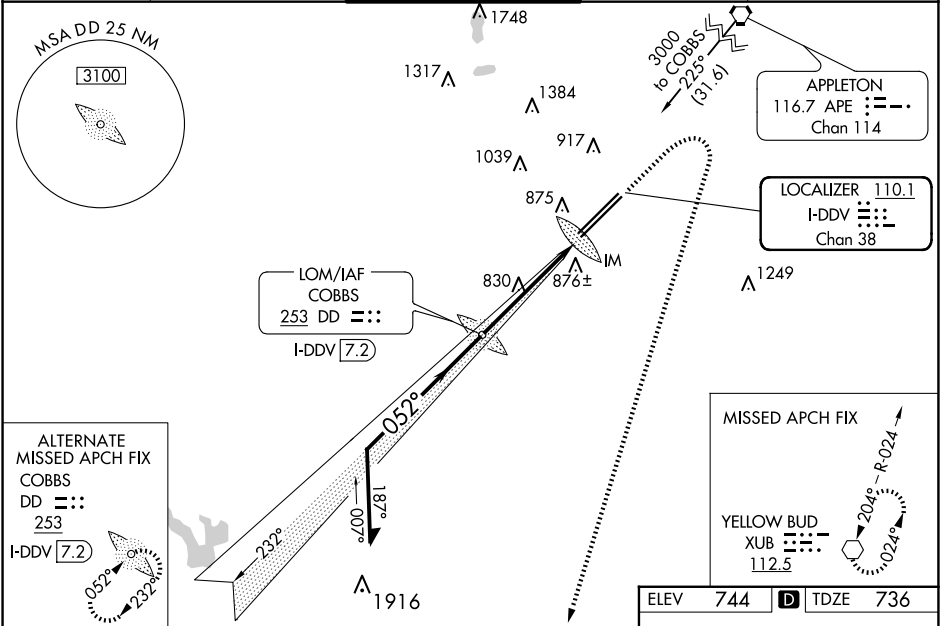 MSA DD 25 NM
3100
1748
1317
1384
917
1039
875
3000
to COBBS
225°
(31.6)
APPLETON
116.7 APE
Chan 114
LOCALIZER 110.1
I-DDV
Chan 38
IM
830
876±
1249
LOM/IAF
COBBS
253 DD
I-DDV 7.2
052°
187°
007°
232°
1916
ALTERNATE
MISSED APCH FIX
COBBS
DD
253
I-DDV 7.2
052°
232°
MISSED APCH FIX
204° R-024
YELLOW BUD
XUB
112.5
024°
ELEV 744 D TDZE 736